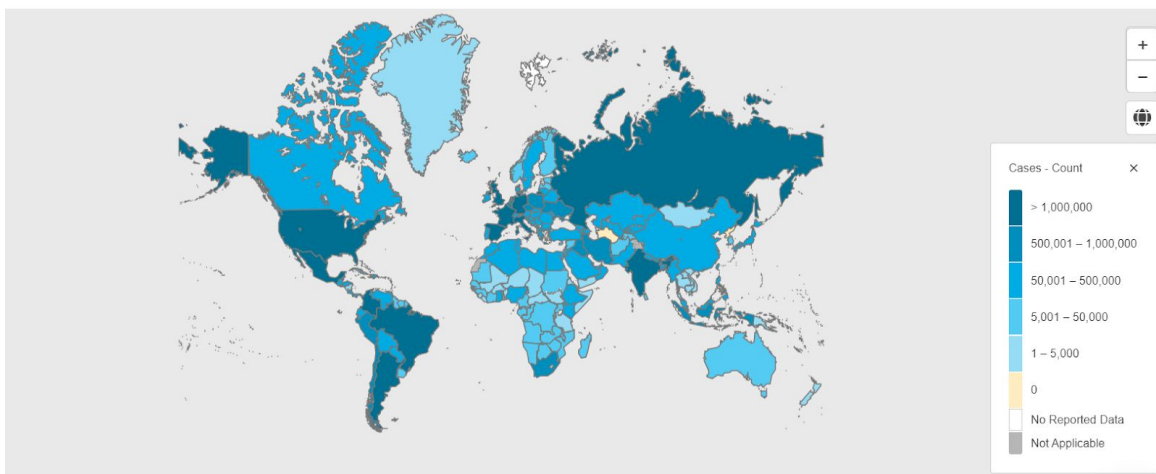 +
−
Cases - Count ×
> 1,000,000
500,001 – 1,000,000
50,001 – 500,000
5,001 – 50,000
1 – 5,000
0
No Reported Data
Not Applicable